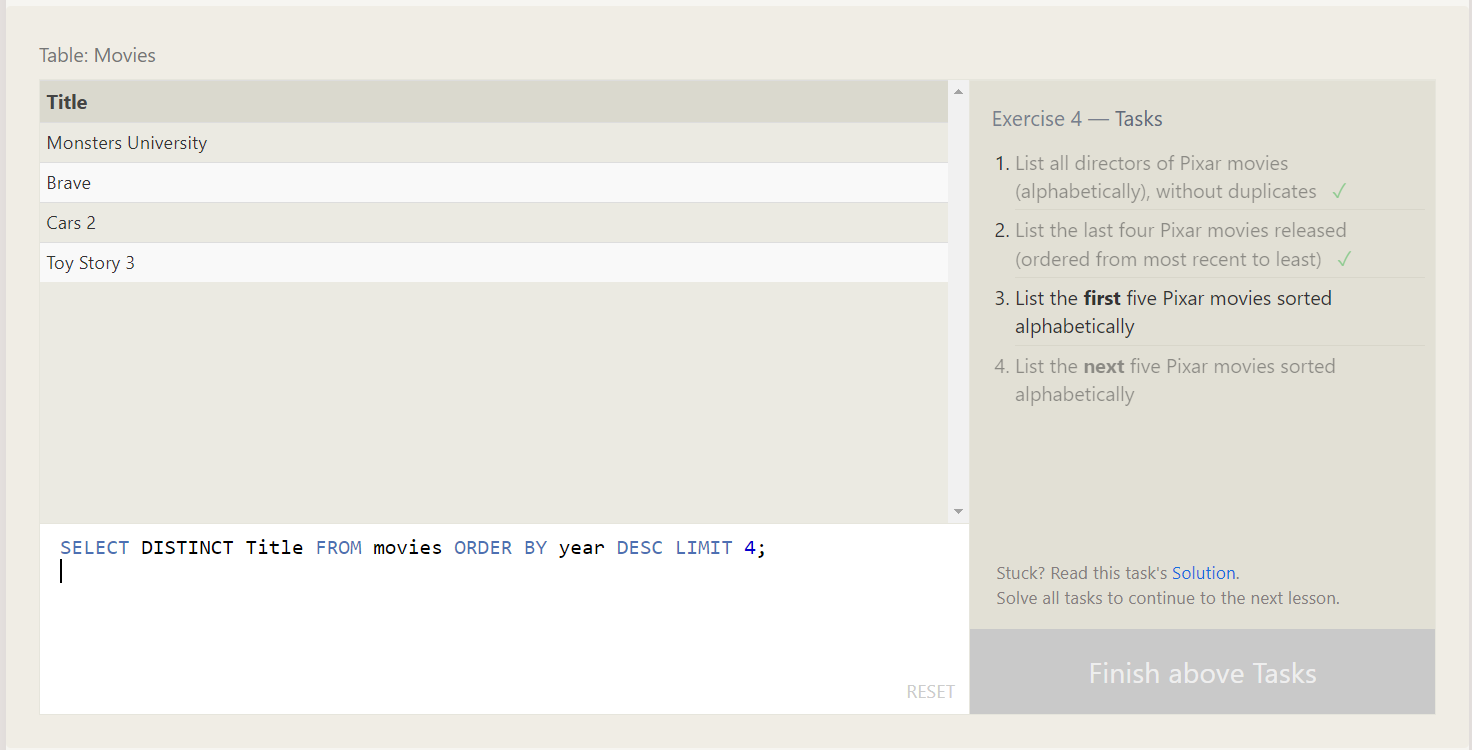 Table: Movies
Title
Monsters University
Brave
Cars 2
Toy Story 3
SELECT DISTINCT Title FROM movies ORDER BY year DESC LIMIT 4;
RESET
Exercise 4 — Tasks
1. List all directors of Pixar movies
(alphabetically), without duplicates ✓
2. List the last four Pixar movies released
(ordered from most recent to least) ✓
3. List the first five Pixar movies sorted
alphabetically
4. List the next five Pixar movies sorted
alphabetically
Stuck? Read this task's Solution.
Solve all tasks to continue to the next lesson.
Finish above Tasks